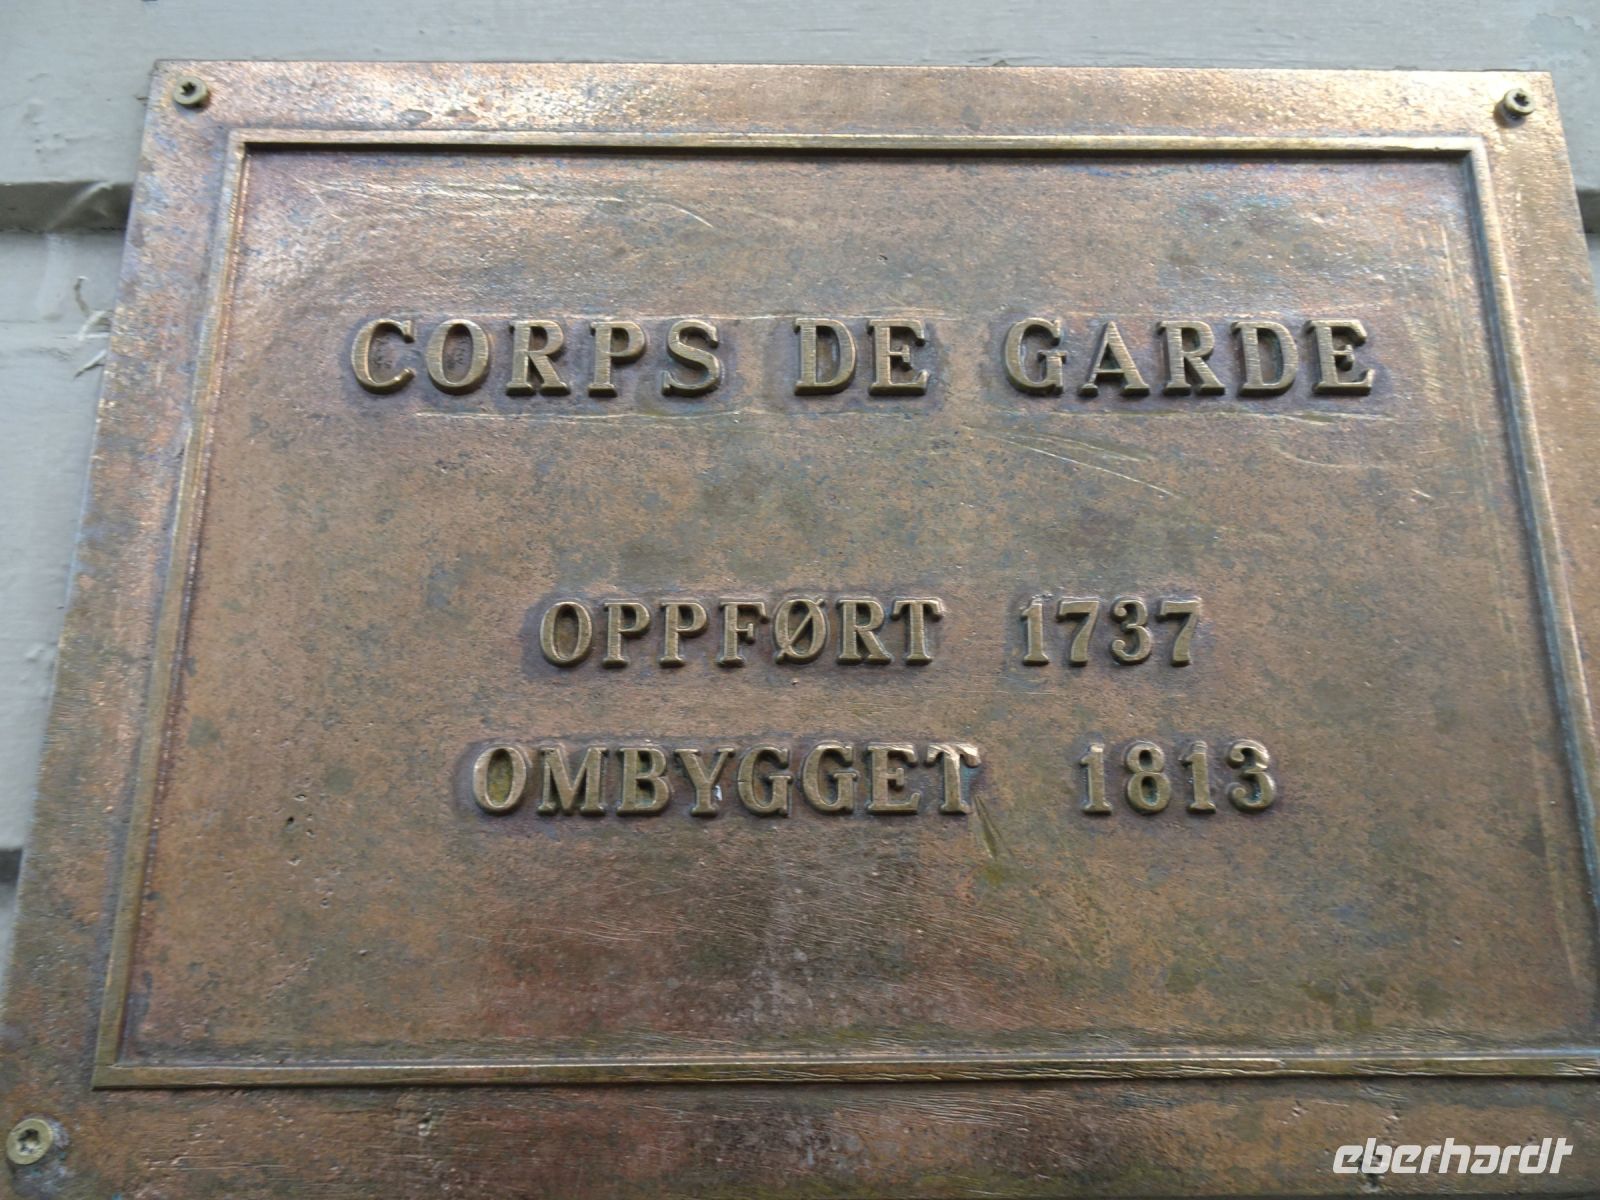 CORPS DE GARDE
OPPFØRT 1737
OMBYGGET 1813
eberhardt